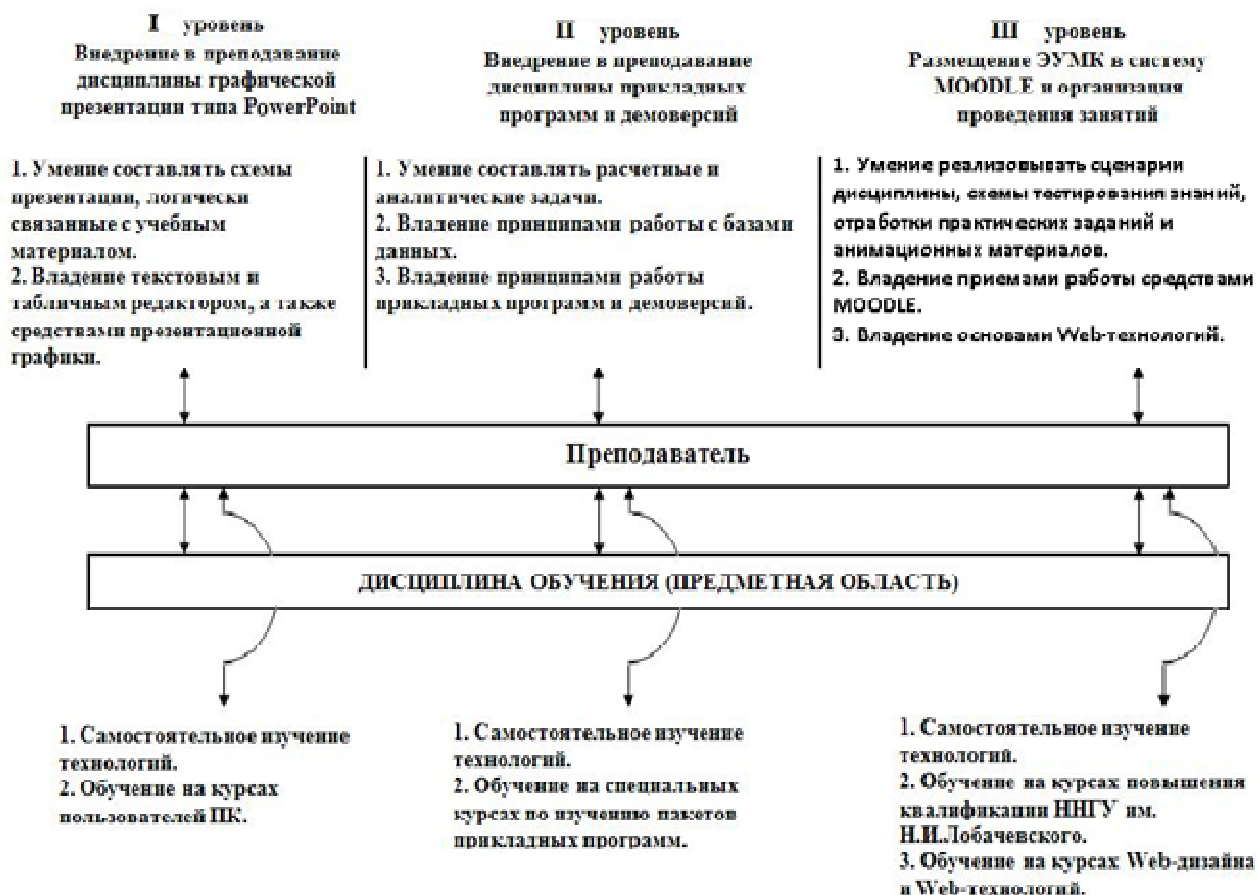 I уровень
Внедрение в преподавание
дисциплины графической
презентации типа PowerPoint
1. Умение составлять схемы
презентации, логически
связанные с учебным
материалом.
2. Владение текстовым и
табличным редактором, а также
средствами презентационной
графики.
II уровень
Внедрение в преподавание
дисциплины прикладных
программ и демоверсий
1. Умение составлять расчетные и
аналитические задачи.
2. Владение принципами работы с базами
данных.
3. Владение принципами работы
прикладных программ и демоверсий.
III уровень
Размещение ЭУМК в систему
MOODLE и организация
проведения занятий
1. Умение реализовывать сценарии
дисциплины, схемы тестирования знаний,
отработки практических заданий и
анимационных материалов.
2. Владение приемами работы средствами
MOODLE.
3. Владение основами Web-технологий.
Преподаватель
ДИСЦИПЛИНА ОБУЧЕНИЯ (ПРЕДМЕТНАЯ ОБЛАСТЬ)
1. Самостоятельное изучение
технологий.
2. Обучение на курсах
пользователей ПК.
1. Самостоятельное изучение
технологий.
2. Обучение на специальных
курсах по изучению пакетов
прикладных программ.
1. Самостоятельное изучение
технологий.
2. Обучение на курсах повышения
квалификации ННГУ им.
Н.И.Лобачевского.
3. Обучение на курсах Web-дизайна
и Web-технологий.